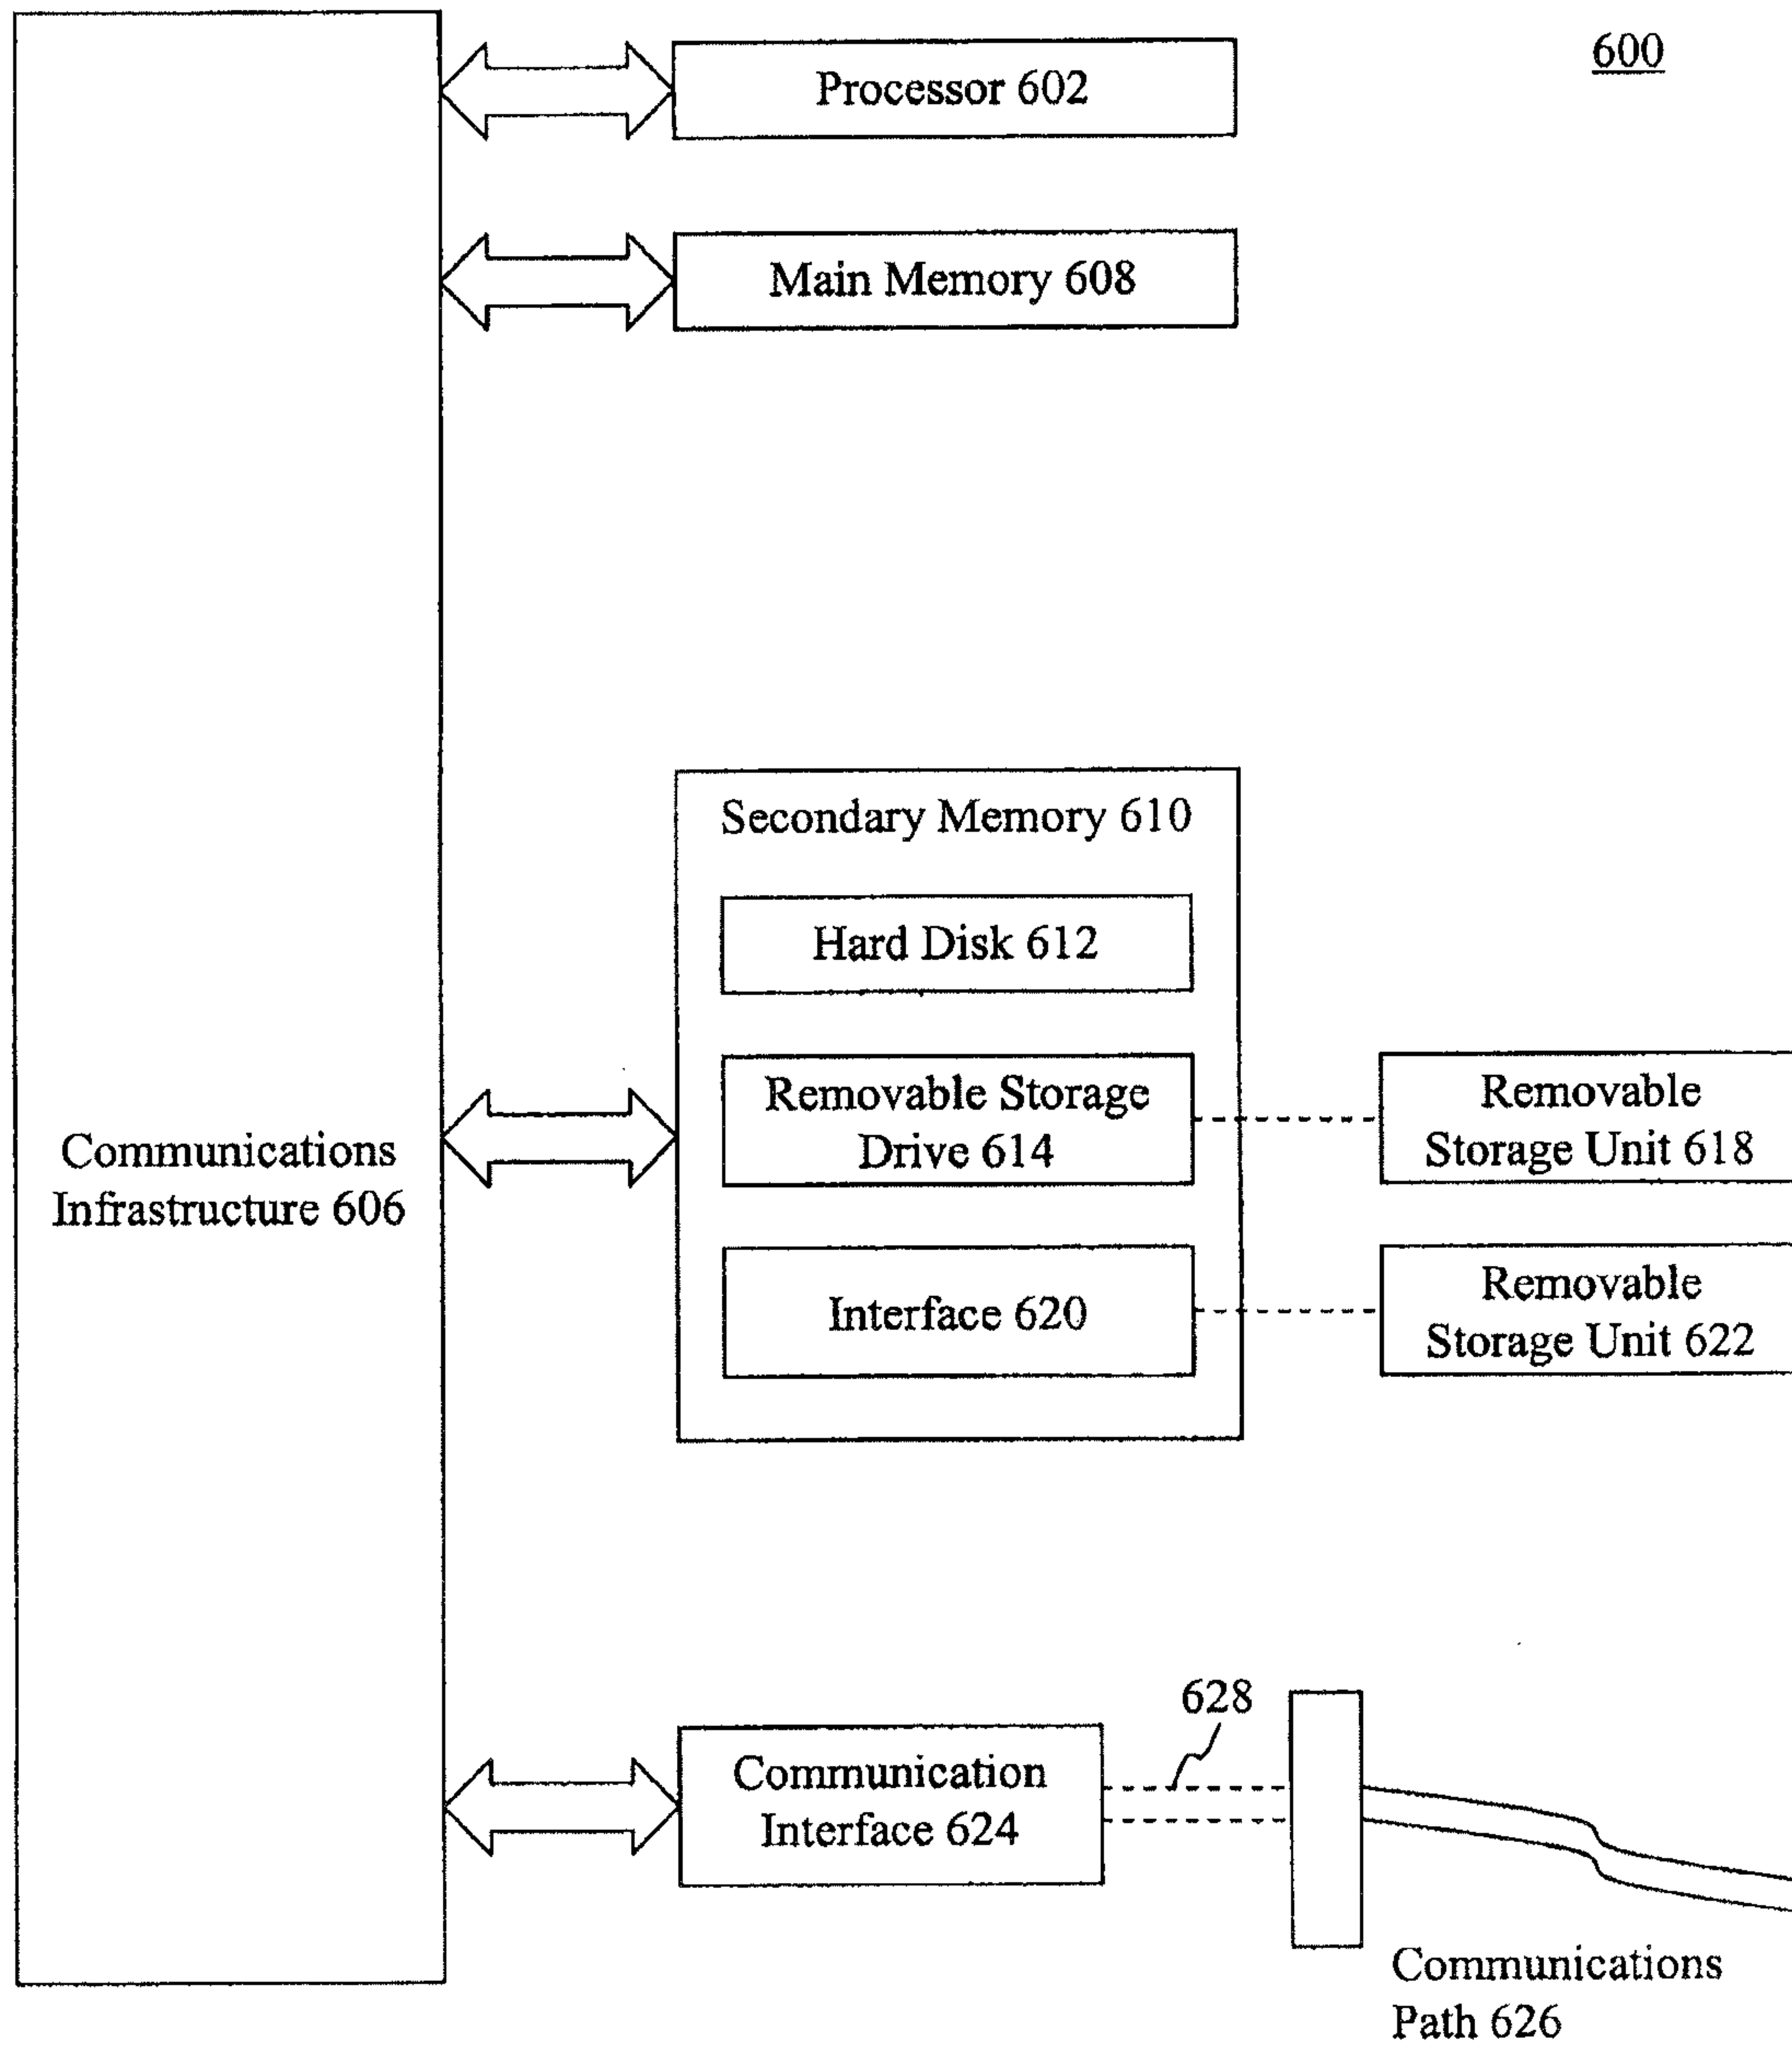 600
Processor 602
Main Memory 608
Secondary Memory 610
Hard Disk 612
Removable Storage
Drive 614
Removable
Storage Unit 618
Communications
Infrastructure 606
Interface 620
Removable
Storage Unit 622
628
Communication
Interface 624
Communications
Path 626